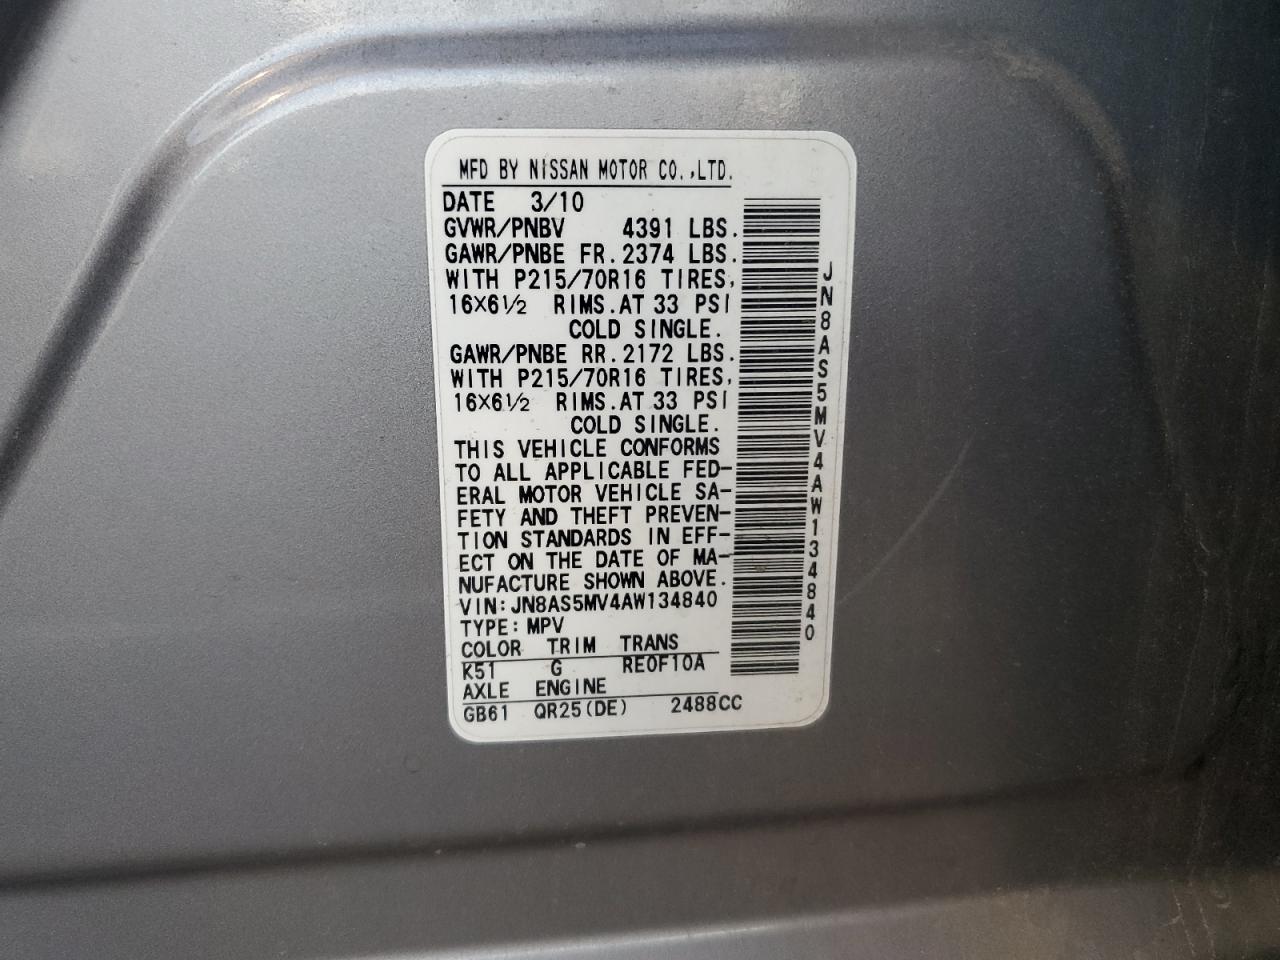 MFD BY NISSAN MOTOR CO.,LTD.
DATE 3/10
GVWR/PNBV 4391 LBS.
GAWR/PNBE FR.2374 LBS.
WITH P215/70R16 TIRES,
16X6½ RIMS.AT 33 PSI
COLD SINGLE.
GAWR/PNBE RR.2172 LBS.
WITH P215/70R16 TIRES,
16X6½ RIMS.AT 33 PSI
COLD SINGLE.
THIS VEHICLE CONFORMS
TO ALL APPLICABLE FED-
ERAL MOTOR VEHICLE SA-
FETY AND THEFT PREVEN-
TION STANDARDS IN EFF-
ECT ON THE DATE OF MA-
NUFACTURE SHOWN ABOVE.
VIN:JN8AS5MV4AW134840
TYPE:MPV
COLOR TRIM TRANS
K51 G RE0F10A
AXLE ENGINE
GB61 QR25(DE) 2488CC
JN8AS5MV4AW134840